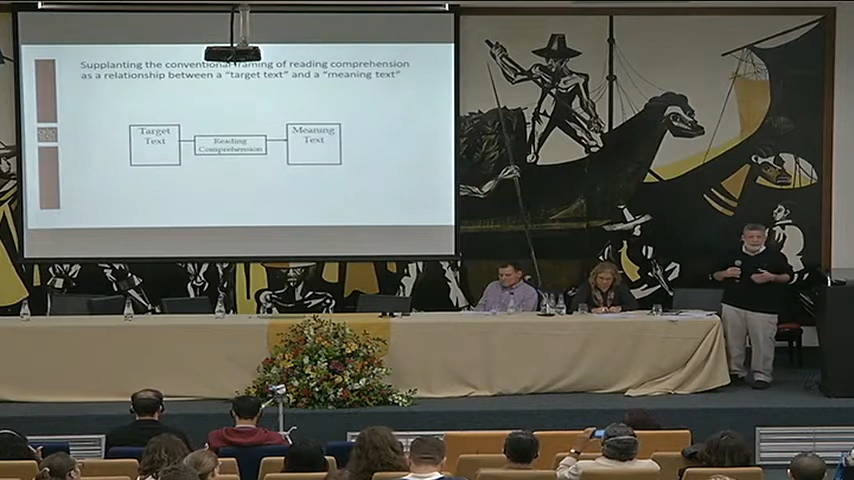 Supplanting the conventional framing of reading comprehension
as a relationship between a "target text" and a "meaning text"
Target
Text
Reading
Comprehension
Meaning
Text